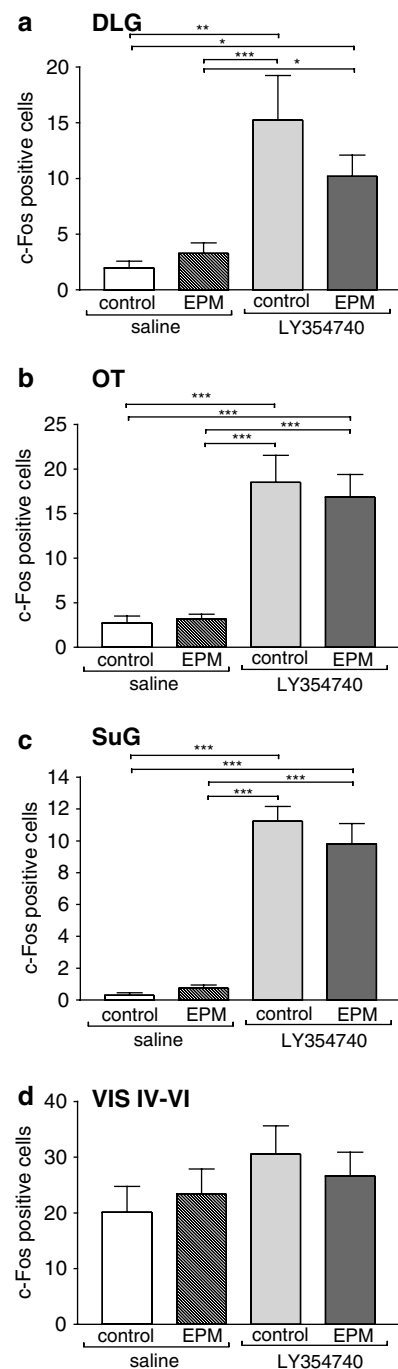 a DLG
**
*
*** *
c-Fos positive cells
20
15
10
5
0
control EPM control EPM
saline LY354740
b OT
***
***
***
***
c-Fos positive cells
25
20
15
10
5
0
control EPM control EPM
saline LY354740
c SuG
***
***
***
***
c-Fos positive cells
14
12
10
8
6
4
2
0
control EPM control EPM
saline LY354740
d VIS IV-VI
c-Fos positive cells
40
30
20
10
0
control EPM control EPM
saline LY354740